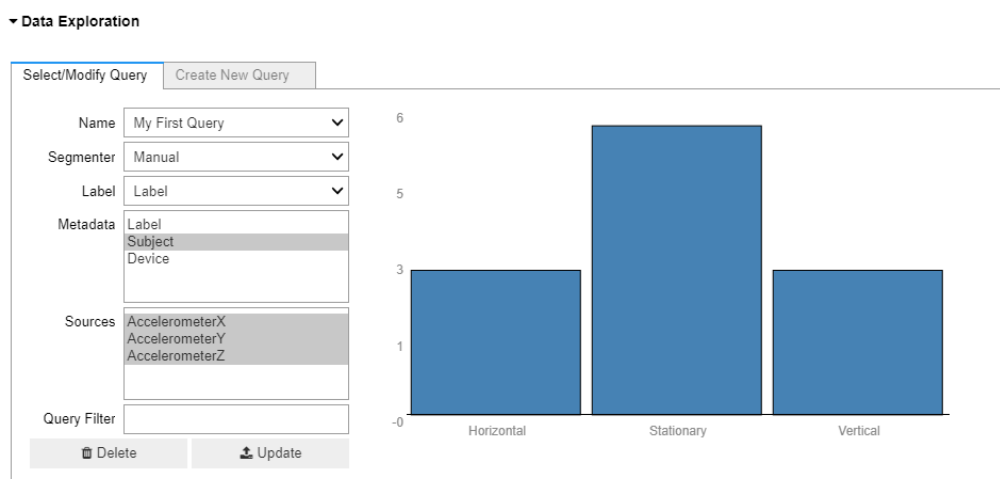 Data Exploration
Select/Modify Query
Create New Query
Name
My First Query
Segmenter
Manual
Label
Label
Metadata
Label
Subject
Device
Sources
AccelerometerX
AccelerometerY
AccelerometerZ
Query Filter
Delete
Update
6
5
3
1
-0
Horizontal
Stationary
Vertical